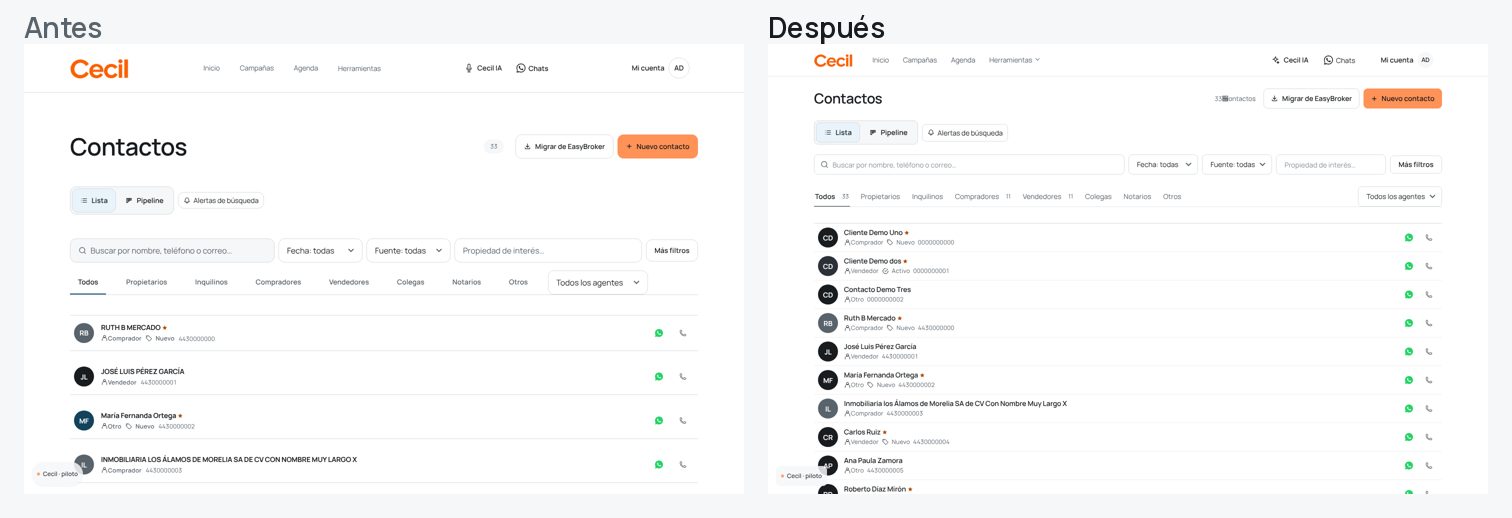 Antes
Cecil
Inicio Campañas Agenda Herramientas Cecil IA Chats Mi cuenta AD
Contactos 33 Migrar de EasyBroker + Nuevo contacto
Lista Pipeline Alertas de búsqueda
Buscar por nombre, teléfono o correo... Fecha: todas Fuente: todas Propiedad de interés... Más filtros
Todos Propietarios Inquilinos Compradores Vendedores Colegas Notarios Otros Todos los agentes
RB RUTH B MERCADO
Comprador Nuevo 4430000000
JL JOSÉ LUIS PÉREZ GARCÍA
Vendedor 4430000001
MF María Fernanda Ortega
Otro Nuevo 4430000002
IL INMOBILIARIA LOS ÁLAMOS DE MORELIA SA DE CV CON NOMBRE MUY LARGO X
Comprador 4430000003
Cecil · piloto
Después
Cecil Inicio Campañas Agenda Herramientas Cecil IA Chats Mi cuenta AD
Contactos 33 Migrar de EasyBroker + Nuevo contacto
Lista Pipeline Alertas de búsqueda
Buscar por nombre, teléfono o correo... Fecha: todas Fuente: todas Propiedad de interés... Más filtros
Todos 33 Propietarios Inquilinos Compradores 11 Vendedores 11 Colegas Notarios Otros Todos los agentes
CD Cliente Demo Uno
Comprador Nuevo 0000000000
CD Cliente Demo dos
Vendedor Activo 0000000001
CD Contacto Demo Tres
Otro 0000000002
RB Ruth B Mercado
Comprador Nuevo 4430000000
JL José Luis Pérez García
Vendedor 4430000001
MF María Fernanda Ortega
Otro Nuevo 4430000002
IL Inmobiliaria los Álamos de Morelia SA de CV Con Nombre Muy Largo X
Comprador 4430000003
CR Carlos Ruiz
Vendedor Nuevo 4430000004
AP Ana Paula Zamora
Otro 4430000005
Roberto Díaz Mirón
Cecil · piloto